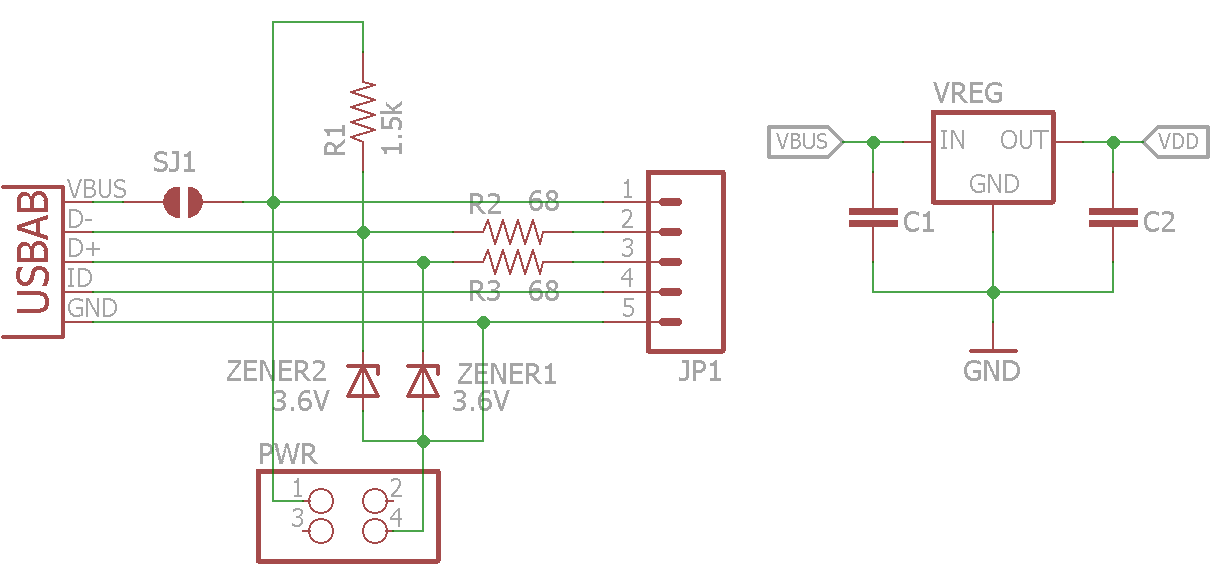 VREG
VBUS
IN
OUT
VDD
GND
C1
C2
GND
R1
1.5k
SJ1
USBAB
VBUS
D-
D+
ID
GND
R2
68
R3
68
1
2
3
4
5
JP1
ZENER2
3.6V
ZENER1
3.6V
PWR
1
2
3
4